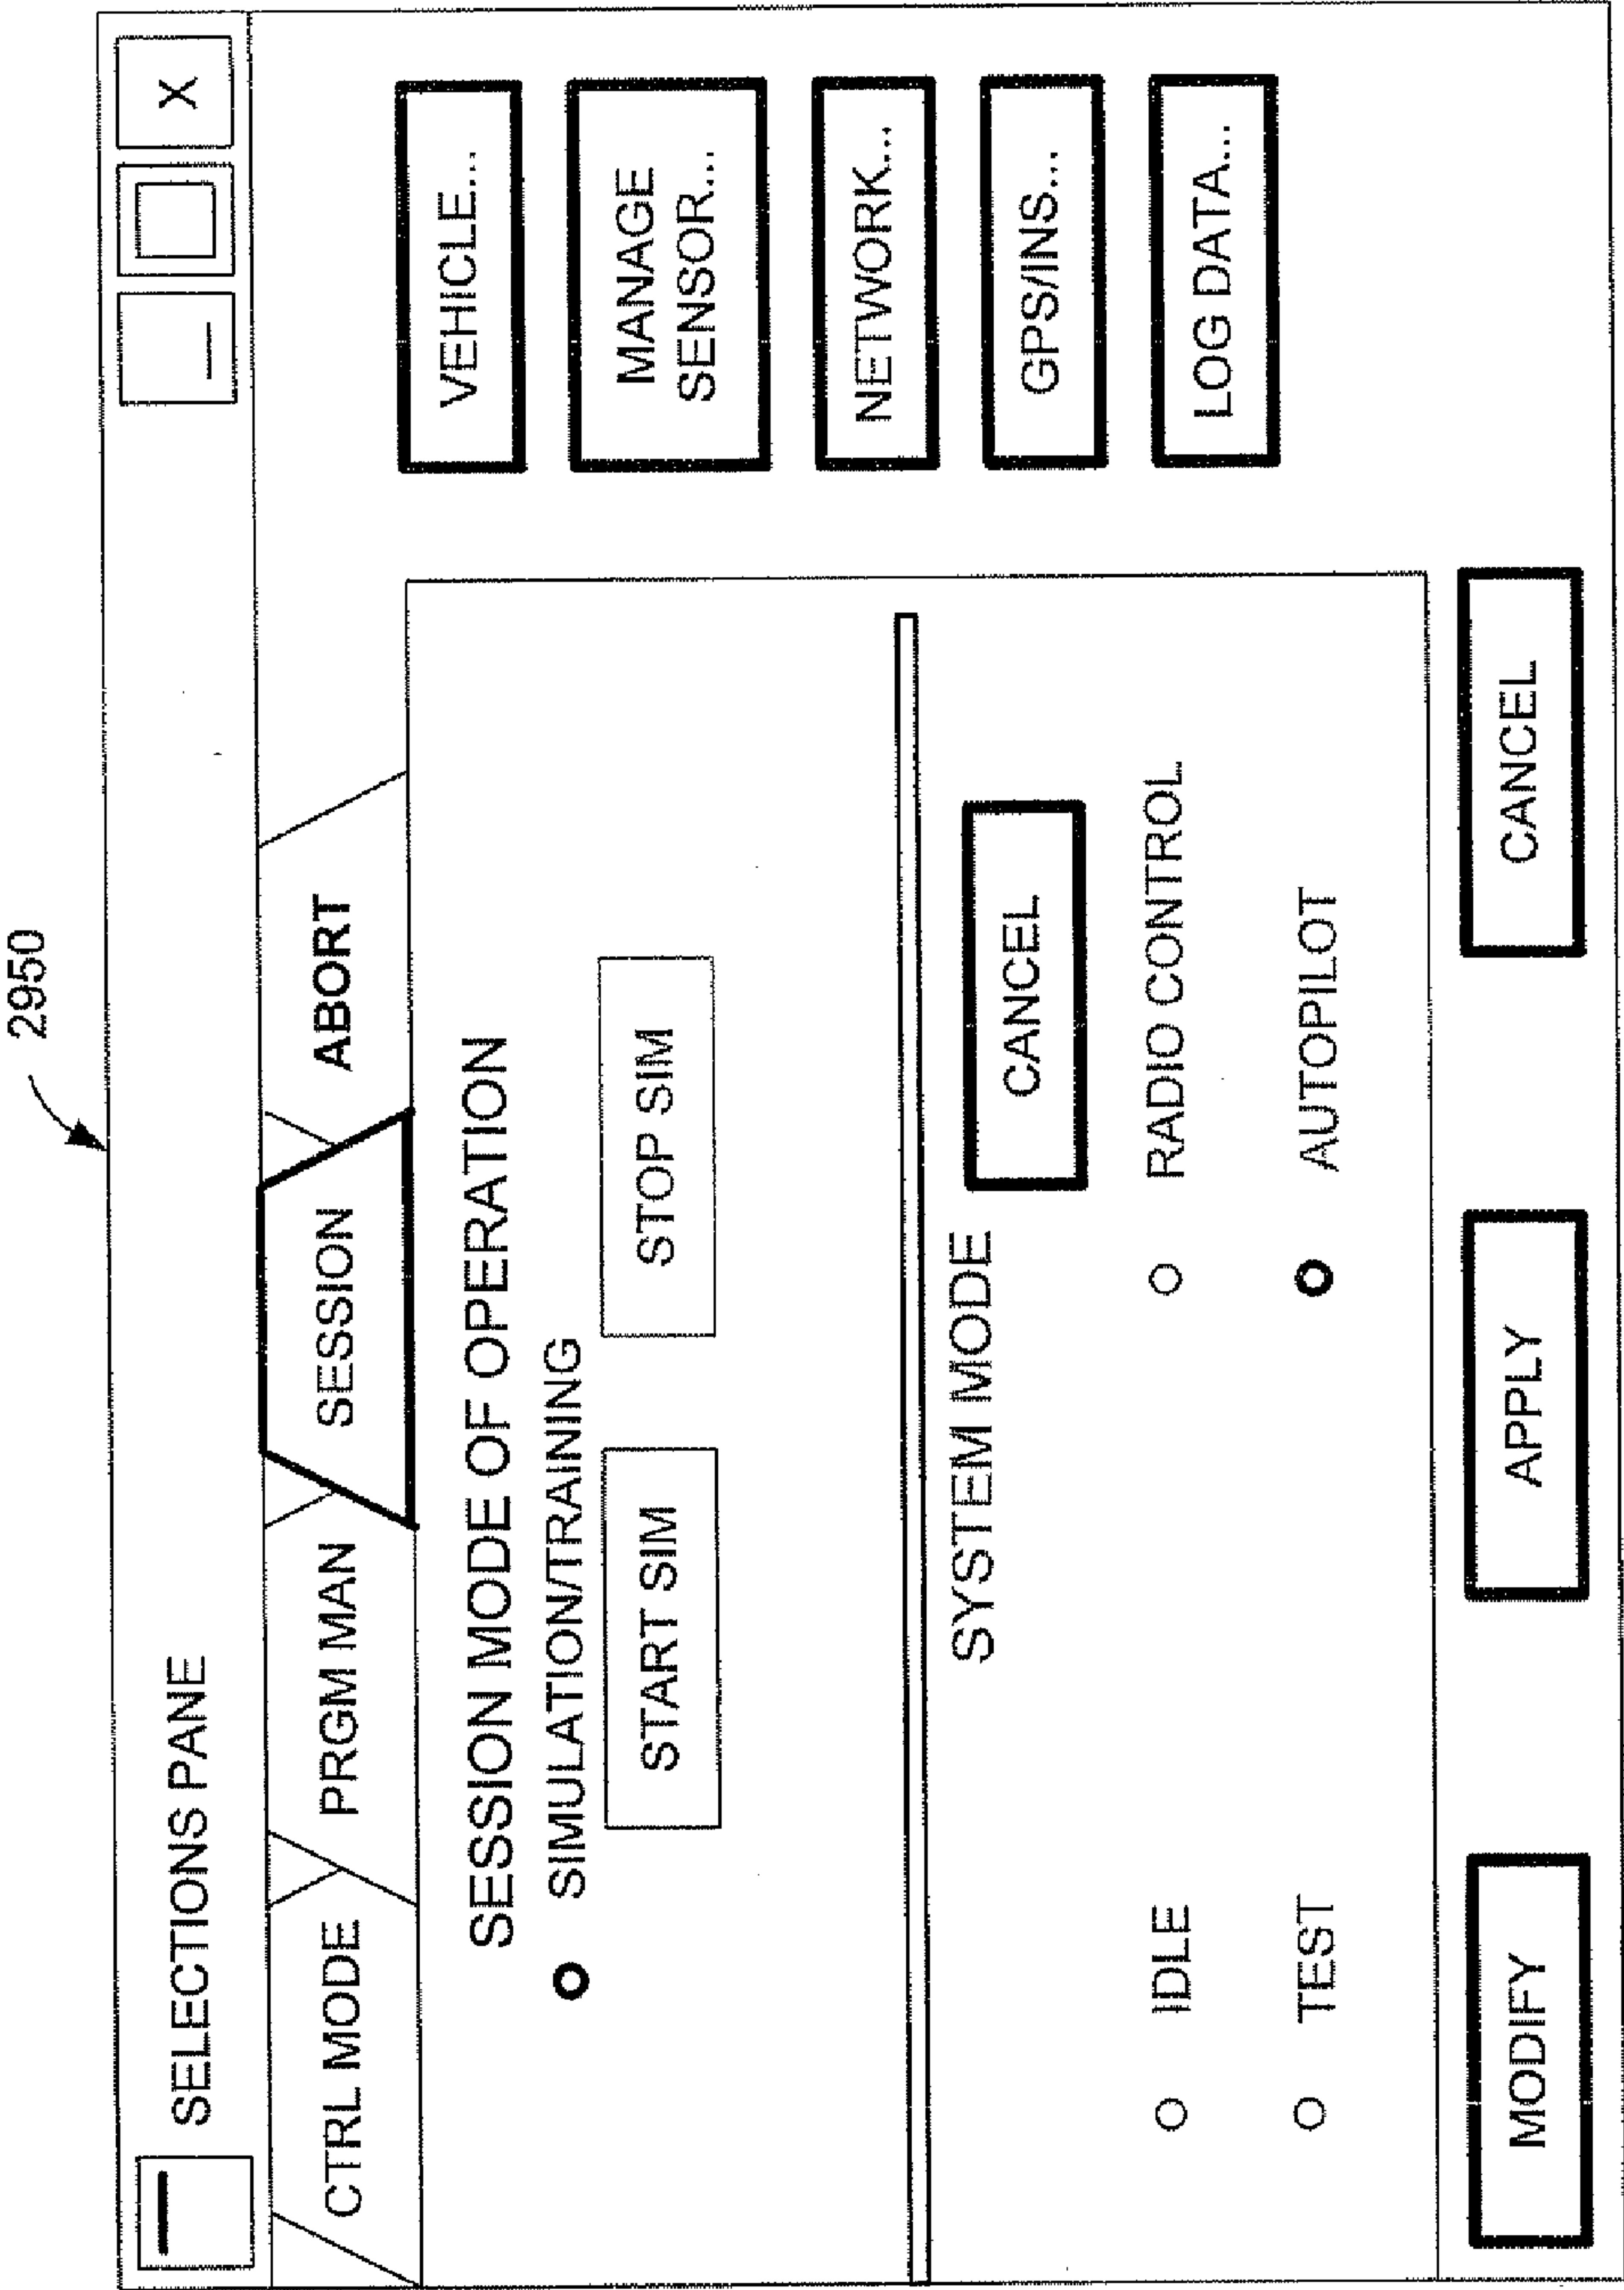 2950
SELECTIONS PANE
X
CTRL MODE
PRGM MAN
SESSION
ABORT
SESSION MODE OF OPERATION
SIMULATION/TRAINING
START SIM
STOP SIM
SYSTEM MODE
CANCEL
IDLE
RADIO CONTROL
TEST
AUTOPILOT
VEHICLE...
MANAGE
SENSOR...
NETWORK...
GPS/INS...
LOG DATA...
MODIFY
APPLY
CANCEL